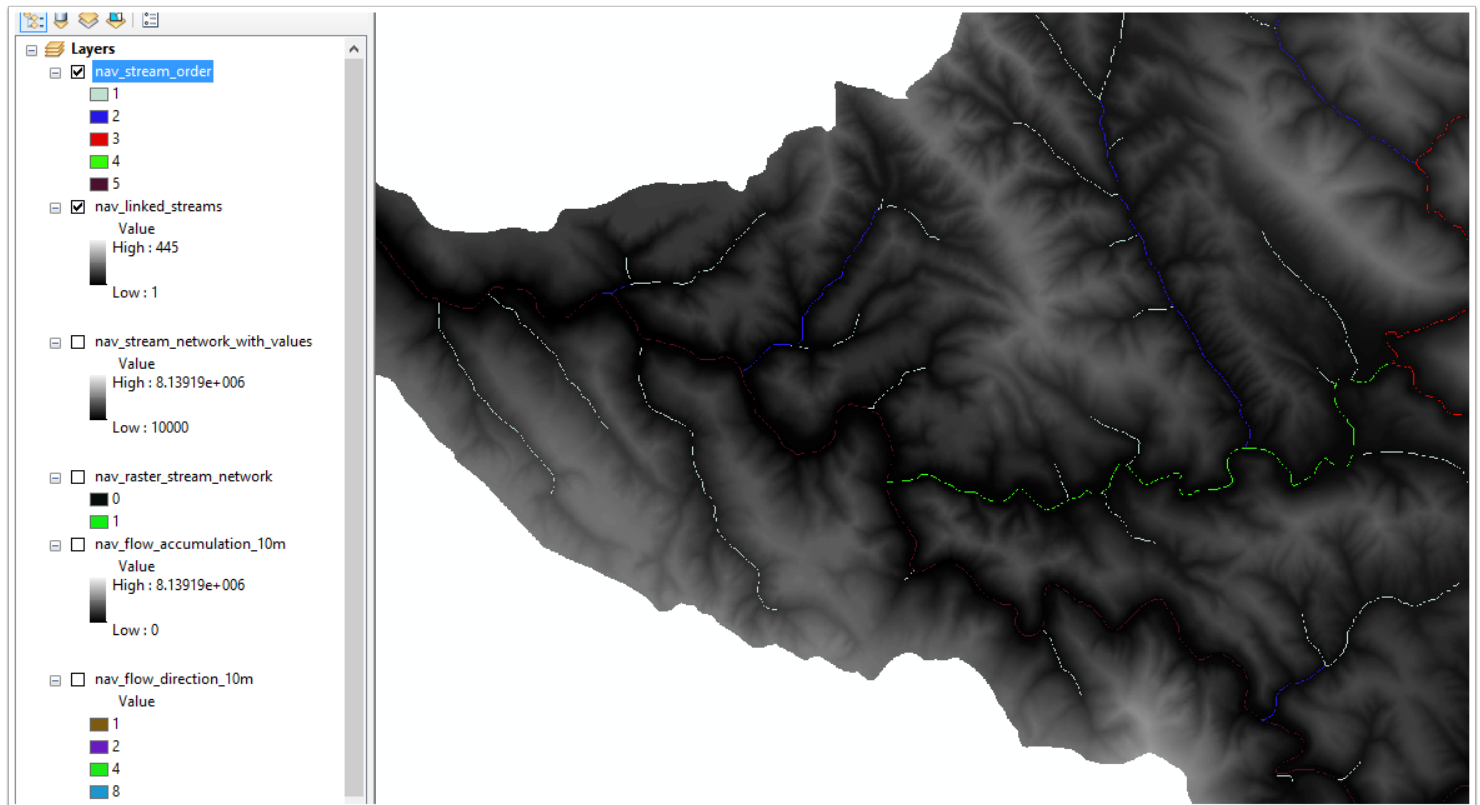 Layers
nav_stream_order
1
2
3
4
5
nav_linked_streams
Value
High : 445
Low : 1
nav_stream_network_with_values
Value
High : 8.13919e+006
Low : 10000
nav_raster_stream_network
0
1
nav_flow_accumulation_10m
Value
High : 8.13919e+006
Low : 0
nav_flow_direction_10m
Value
1
2
4
8